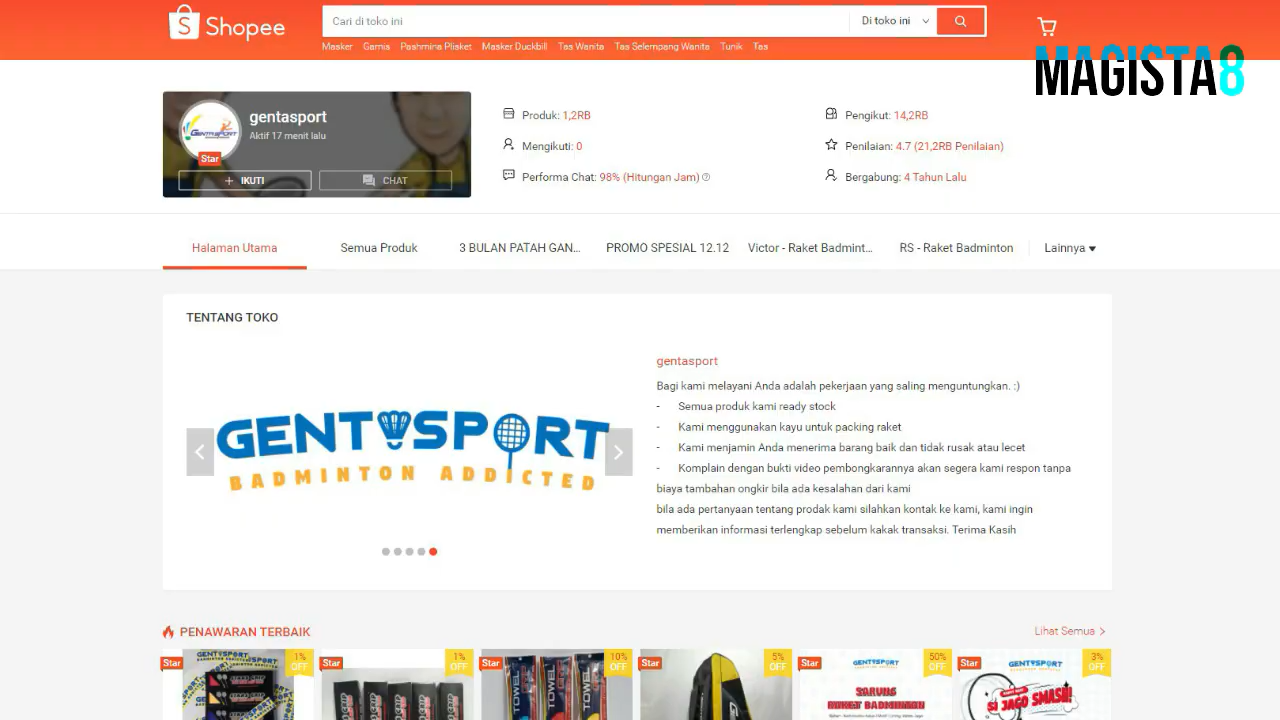 Shopee
Cari di toko ini
Di toko ini
Masker Gamis Pashmina Plisket Masker Duckbill Tas Wanita Tas Selempang Wanita Tunik Tas
MAGISTA8
gentasport
Aktif 17 menit lalu
GENTASPORT
Star
+ IKUTI
CHAT
Produk: 1,2RB
Pengikut: 14,2RB
Mengikuti: 0
Penilaian: 4.7 (21,2RB Penilaian)
Performa Chat: 98% (Hitungan Jam)
Bergabung: 4 Tahun Lalu
Halaman Utama
Semua Produk
3 BULAN PATAH GAN...
PROMO SPESIAL 12.12
Victor - Raket Badmint...
RS - Raket Badminton
Lainnya
TENTANG TOKO
GENTASPORT
BADMINTON ADDICTED
gentasport
Bagi kami melayani Anda adalah pekerjaan yang saling menguntungkan. :)
- Semua produk kami ready stock
- Kami menggunakan kayu untuk packing raket
- Kami menjamin Anda menerima barang baik dan tidak rusak atau lecet
- Komplain dengan bukti video pembongkarannya akan segera kami respon tanpa
biaya tambahan ongkir bila ada kesalahan dari kami
bila ada pertanyaan tentang prodak kami silahkan kontak ke kami, kami ingin
memberikan informasi terlengkap sebelum kakak transaksi. Terima Kasih
PENAWARAN TERBAIK
Lihat Semua
Star
GENTASPORT
1%
OFF
Star
1%
OFF
Star
TOWEL
TOWEL
10%
OFF
Star
5%
OFF
Star
GENTASPORT
SARUNG
RAKET BADMINTON
50%
OFF
Star
GENTASPORT
SI JAGO SMASH!
3%
OFF